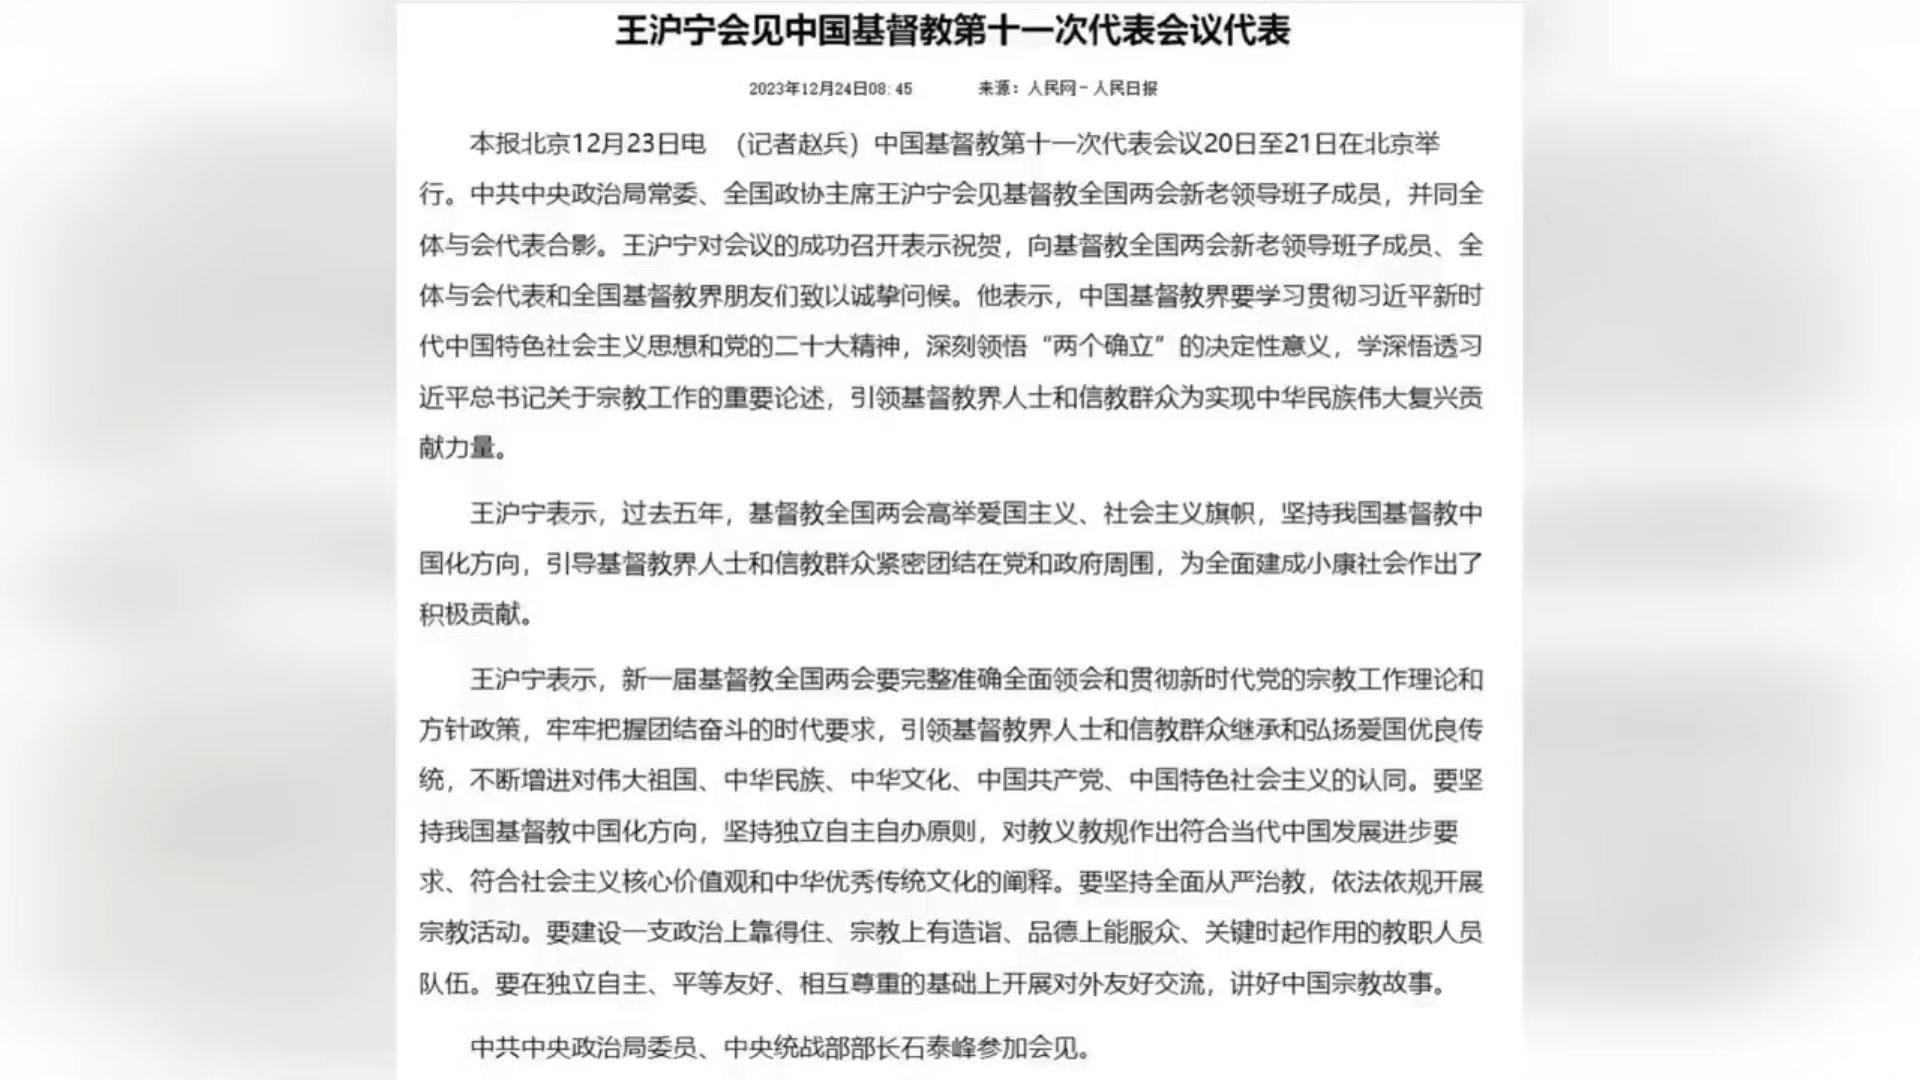 王沪宁会见中国基督教第十一次代表会议代表
2023年12月24日08:45 来源：人民网－人民日报
本报北京12月23日电 （记者赵兵）中国基督教第十一次代表会议20日至21日在北京举
行。中共中央政治局常委、全国政协主席王沪宁会见基督教全国两会新老领导班子成员，并同全
体与会代表合影。王沪宁对会议的成功召开表示祝贺，向基督教全国两会新老领导班子成员、全
体与会代表和全国基督教界朋友们致以诚挚问候。他表示，中国基督教界要学习贯彻习近平新时
代中国特色社会主义思想和党的二十大精神，深刻领悟“两个确立”的决定性意义，学深悟透习
近平总书记关于宗教工作的重要论述，引领基督教界人士和信教群众为实现中华民族伟大复兴贡
献力量。
王沪宁表示，过去五年，基督教全国两会高举爱国主义、社会主义旗帜，坚持我国基督教中
国化方向，引导基督教界人士和信教群众紧密团结在党和政府周围，为全面建成小康社会作出了
积极贡献。
王沪宁表示，新一届基督教全国两会要完整准确全面领会和贯彻新时代党的宗教工作理论和
方针政策，牢牢把握团结奋斗的时代要求，引领基督教界人士和信教群众继承和弘扬爱国优良传
统，不断增进对伟大祖国、中华民族、中华文化、中国共产党、中国特色社会主义的认同。要坚
持我国基督教中国化方向，坚持独立自主自办原则，对教义教规作出符合当代中国发展进步要
求、符合社会主义核心价值观和中华优秀传统文化的阐释。要坚持全面从严治教，依法依规开展
宗教活动。要建设一支政治上靠得住、宗教上有造诣、品德上能服众、关键时起作用的教职人员
队伍。要在独立自主、平等友好、相互尊重的基础上开展对外友好交流，讲好中国宗教故事。
中共中央政治局委员、中央统战部部长石泰峰参加会见。